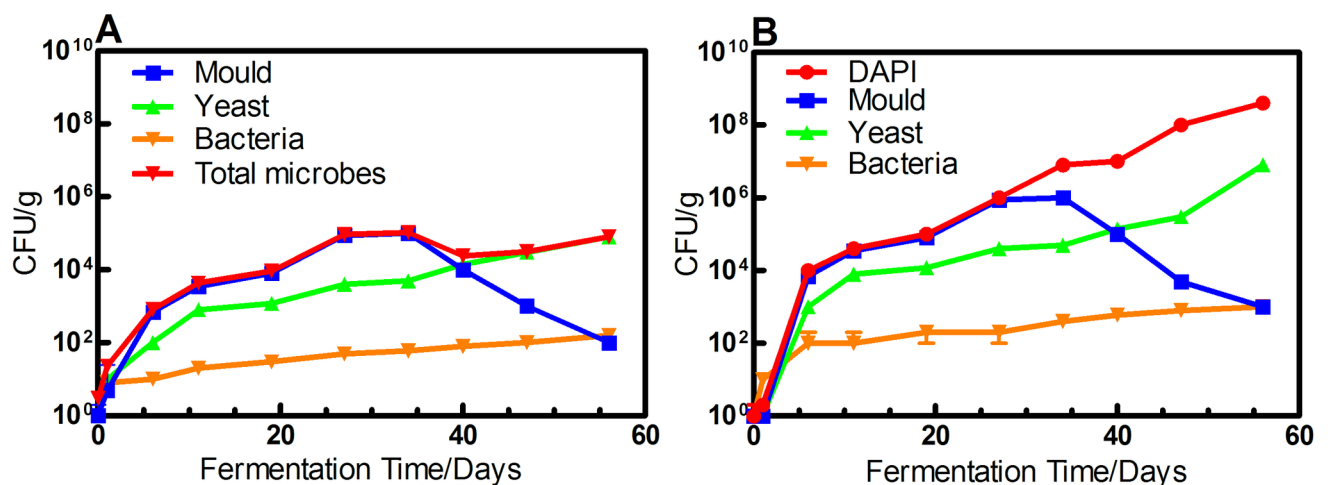 A
CFU/g
10^10
10^8
10^6
10^4
10^2
10^0
Mould
Yeast
Bacteria
Total microbes
0 20 40 60
Fermentation Time/Days
B
CFU/g
10^10
10^8
10^6
10^4
10^2
10^0
DAPI
Mould
Yeast
Bacteria
0 20 40 60
Fermentation Time/Days